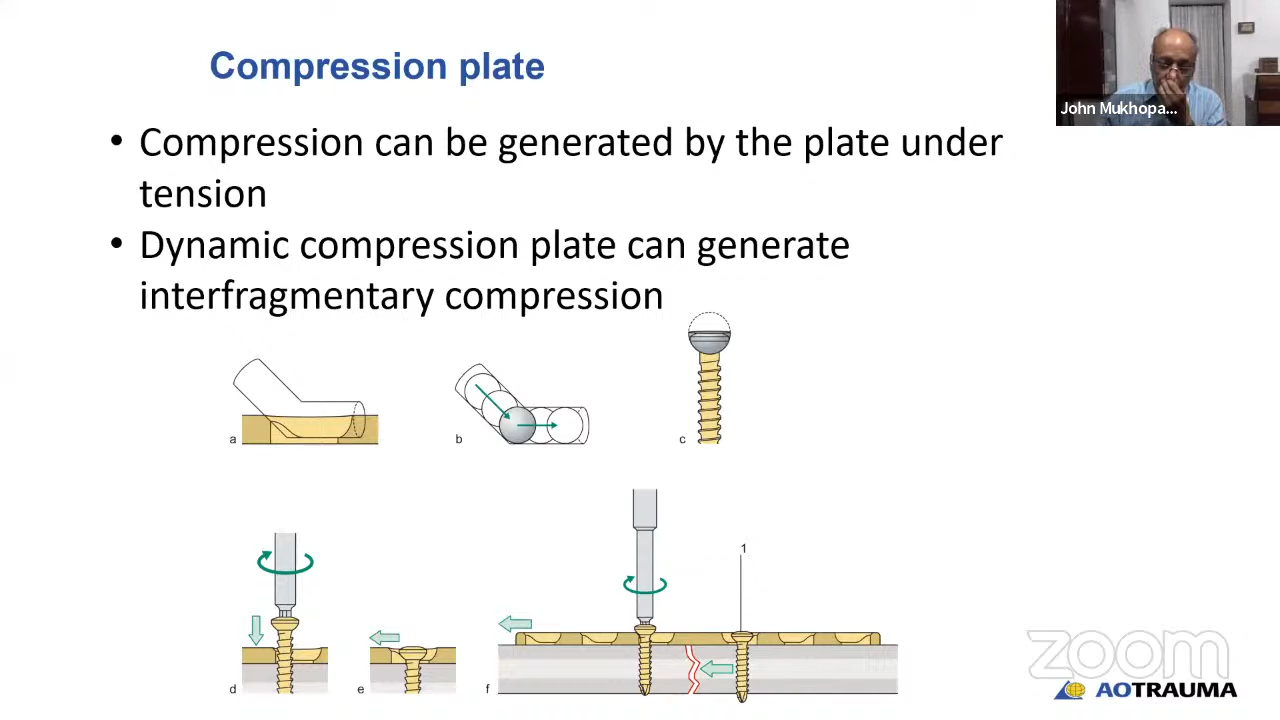 Compression plate
John Mukhopa...
• Compression can be generated by the plate under
tension
• Dynamic compression plate can generate
interfragmentary compression
a
b
c
1
d
e
f
zoom
AOTRAUMA